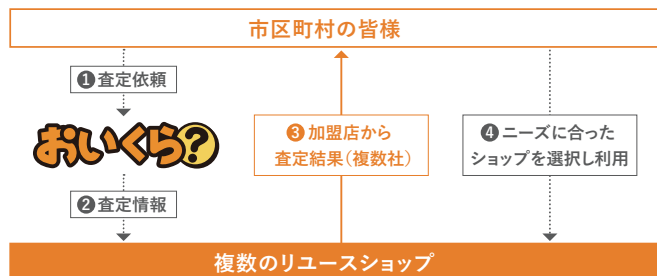 市区町村の皆様
❶査定依頼
おいくら?
❷査定情報
❸加盟店から
査定結果(複数社)
❹ニーズに合った
ショップを選択し利用
複数のリユースショップ